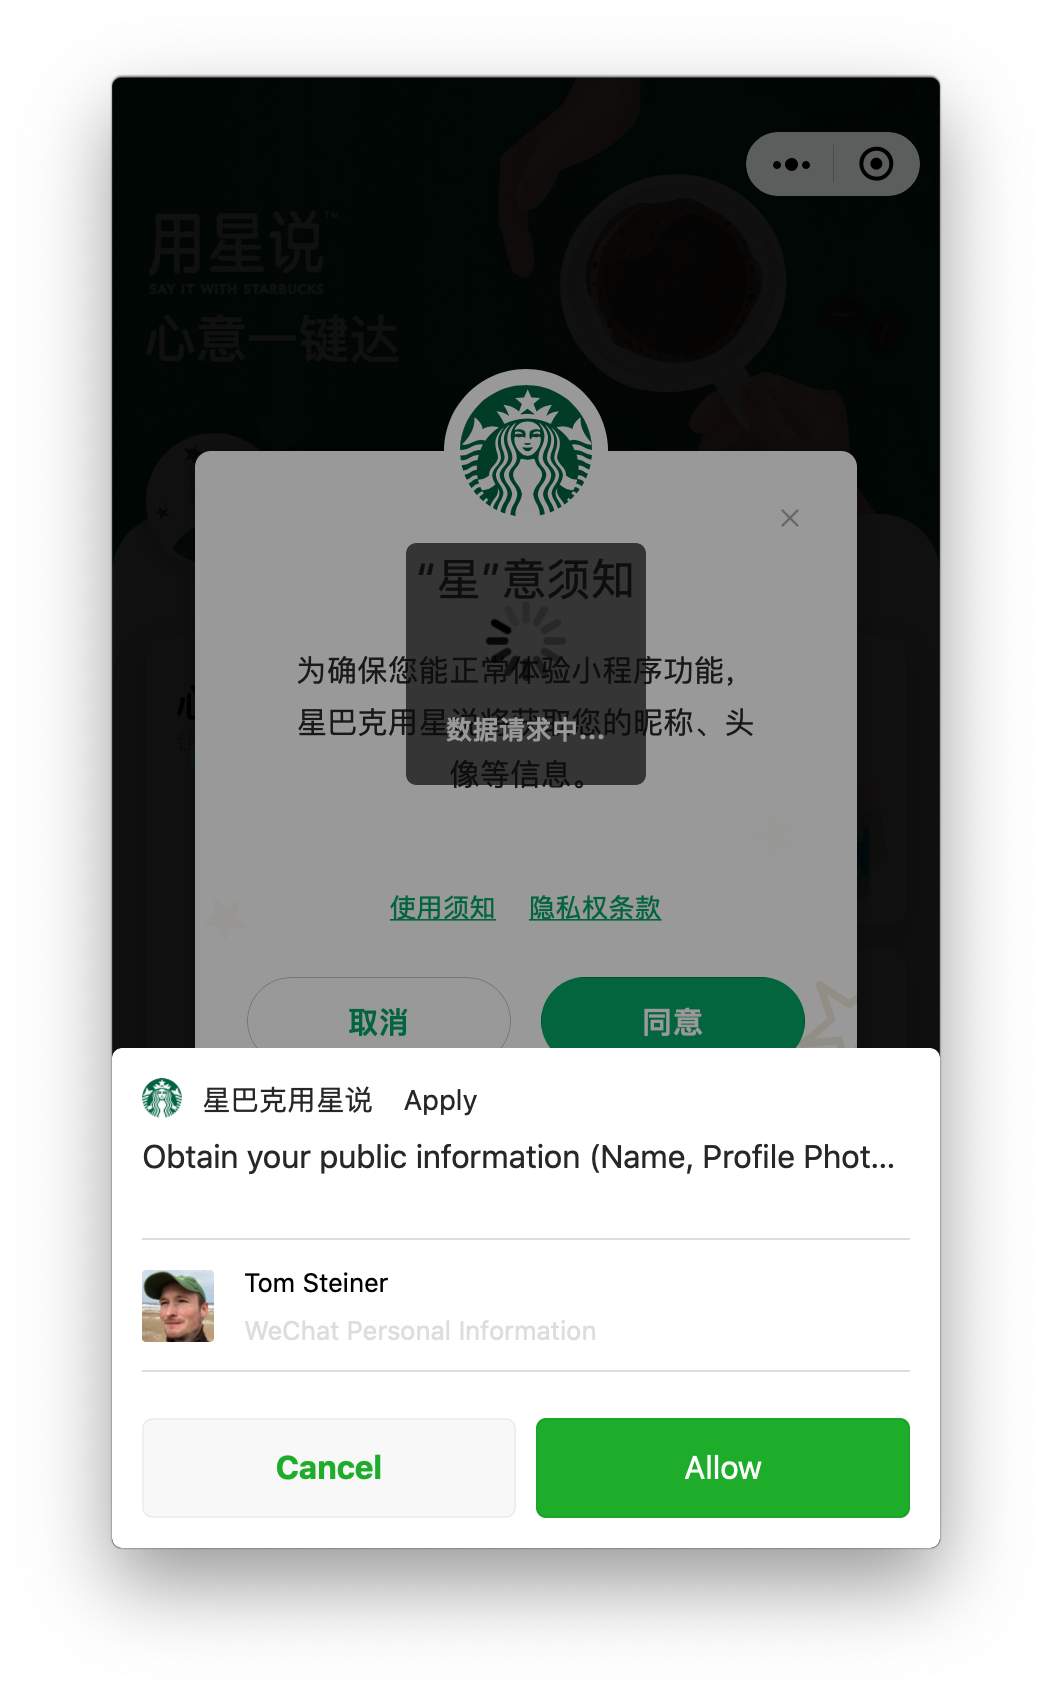 用星说™
SAY IT WITH STARBUCKS
心意一键达
“星”意须知
为确保您能正常体验小程序功能，
星巴克用星说将获取您的昵称、头
像等信息。
数据请求中...
使用须知 隐私权条款
取消 同意
星巴克用星说 Apply
Obtain your public information (Name, Profile Phot...
Tom Steiner
WeChat Personal Information
Cancel Allow